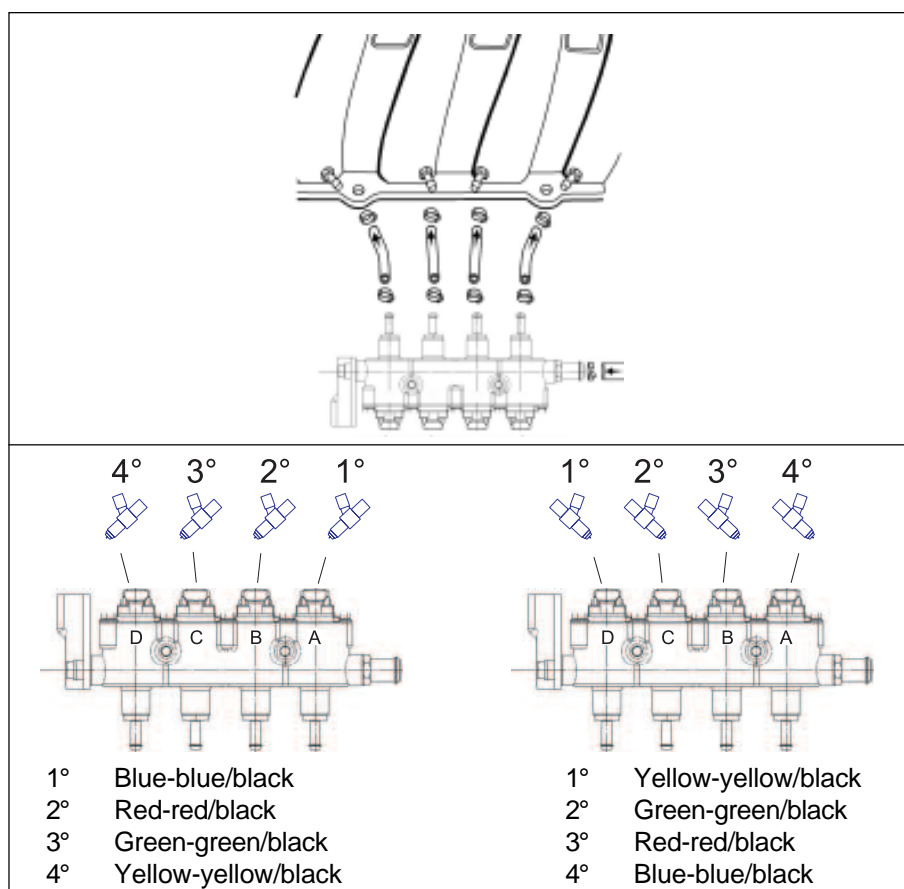 4° 3° 2° 1°
D C B A
1° Blue-blue/black
2° Red-red/black
3° Green-green/black
4° Yellow-yellow/black
1° 2° 3° 4°
D C B A
1° Yellow-yellow/black
2° Green-green/black
3° Red-red/black
4° Blue-blue/black